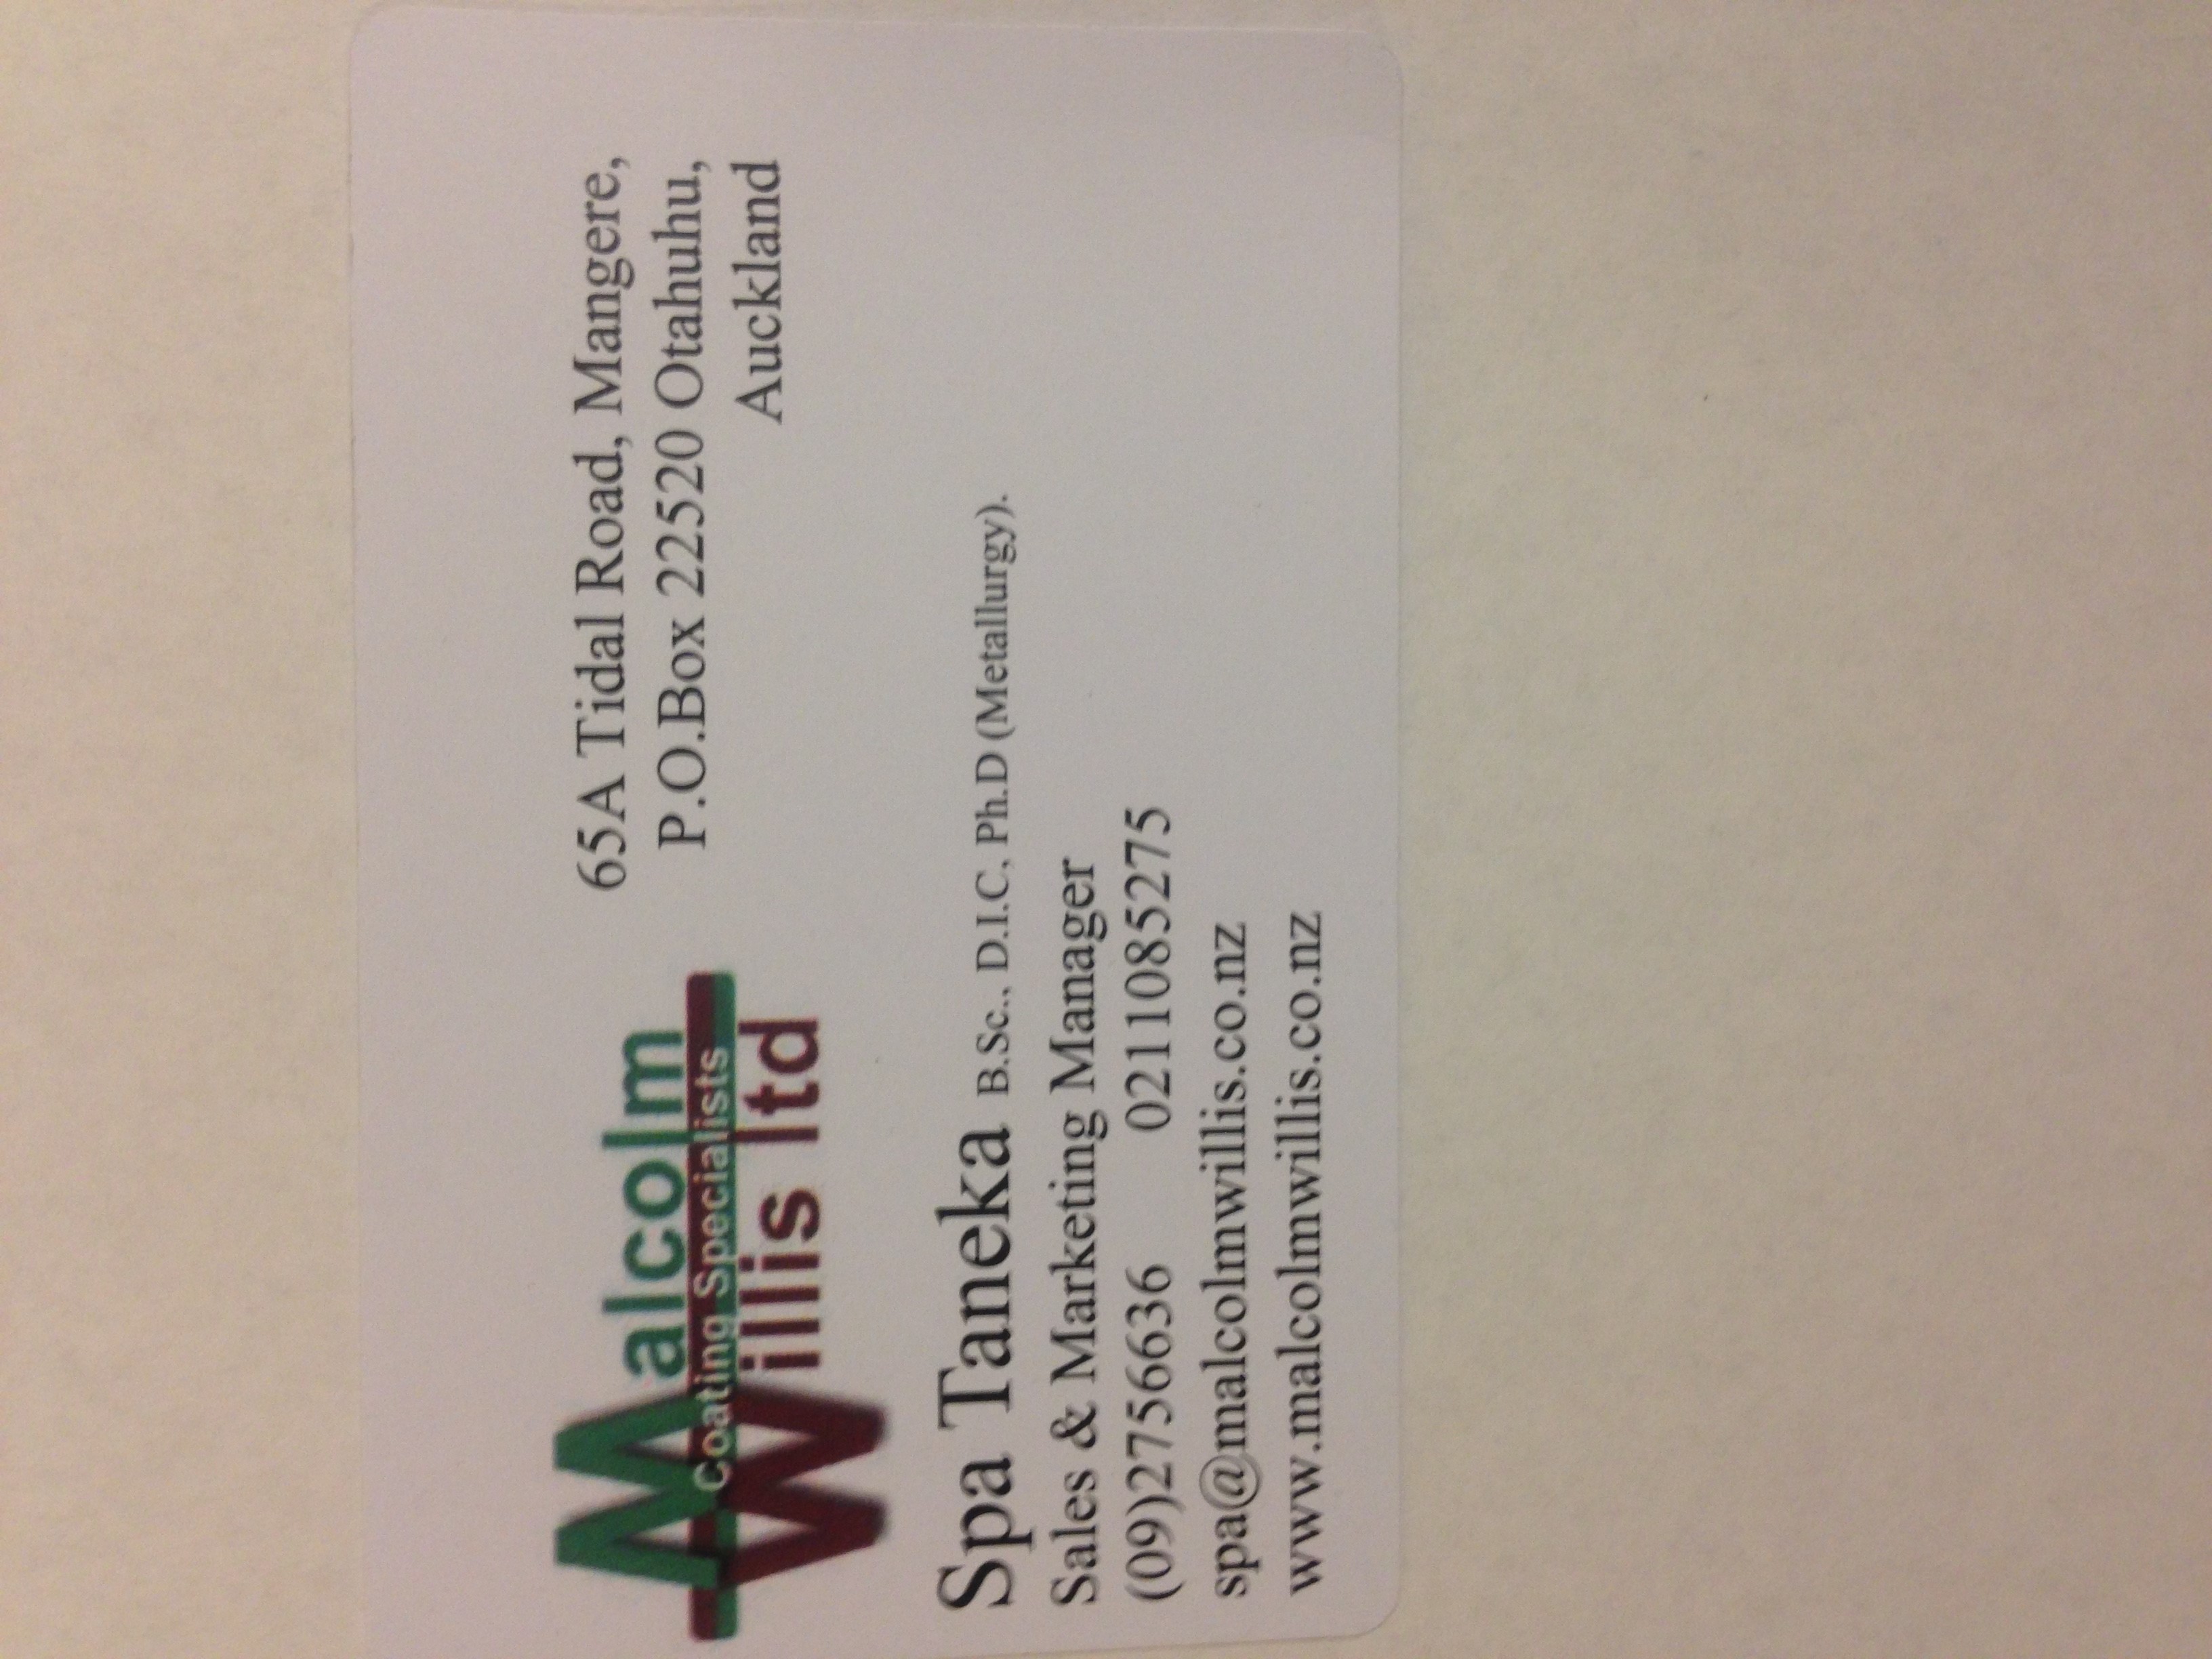 Malcolm
Coating Specialists
Willis ltd
65A Tidal Road, Mangere,
P.O.Box 22520 Otahuhu,
Auckland
Spa Taneka B.Sc., D.I.C, Ph.D (Metallurgy).
Sales & Marketing Manager
(09)2756636 0211085275
spa@malcolmwillis.co.nz
www.malcolmwillis.co.nz